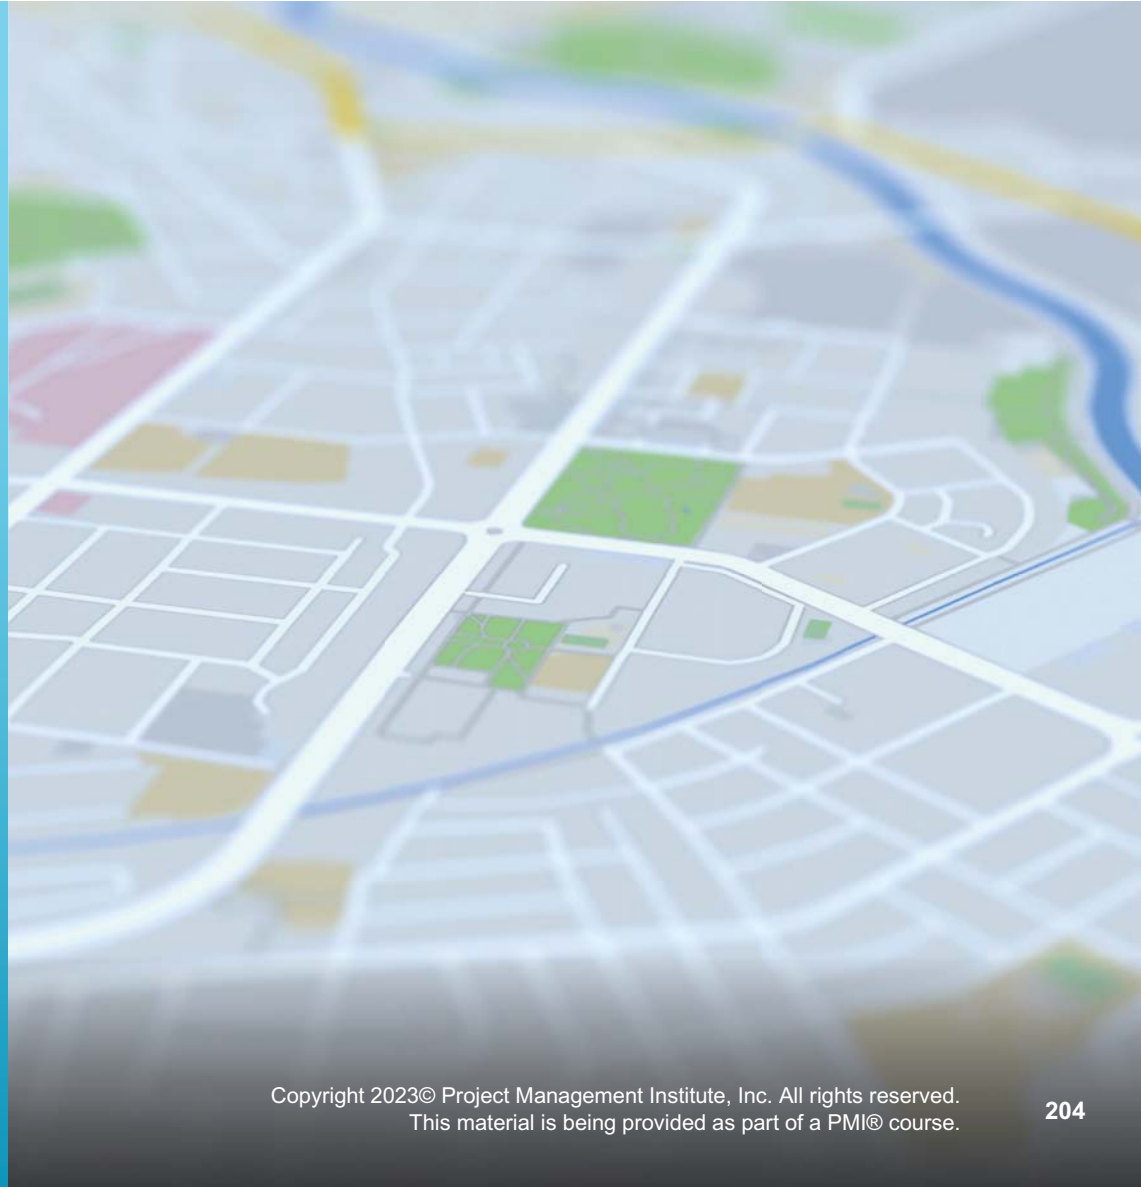 Copyright 2023© Project Management Institute, Inc. All rights reserved.
This material is being provided as part of a PMI® course.
204